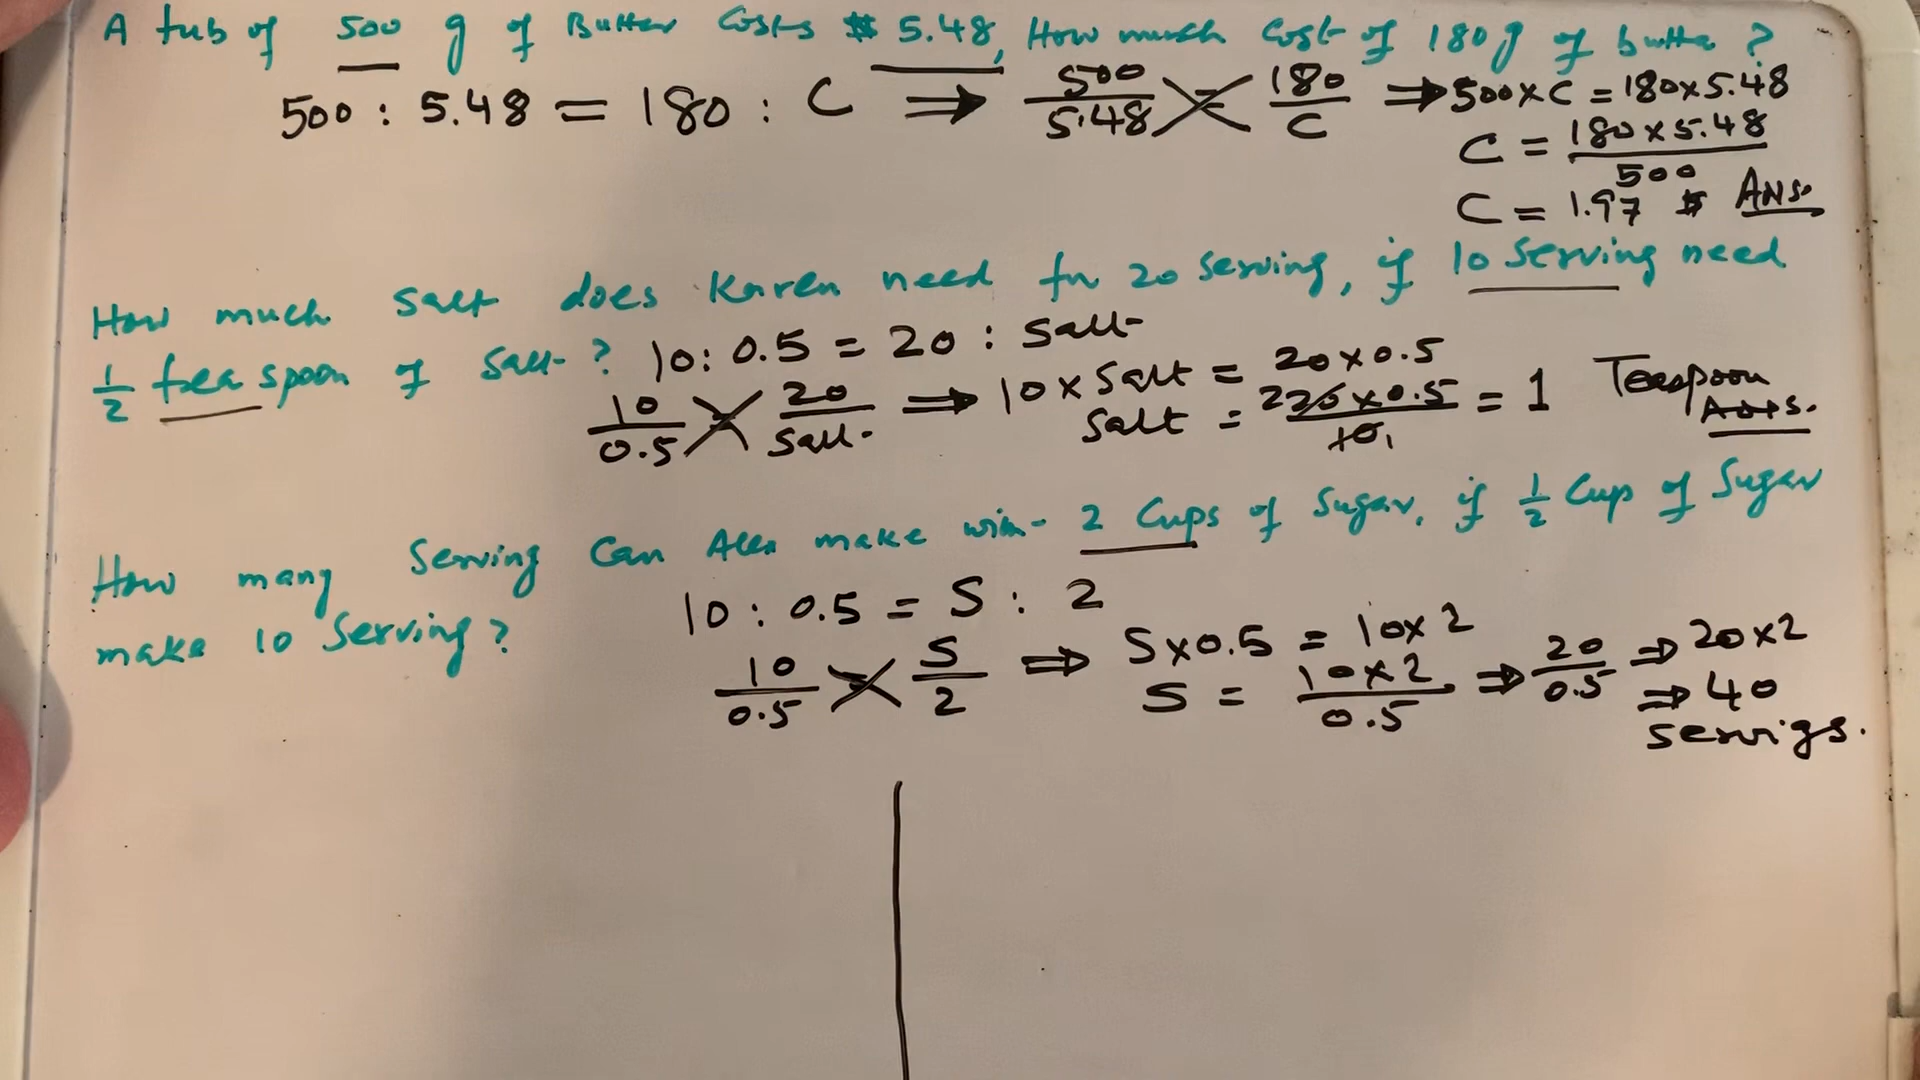 A tub of 500 g of Butter Costs $ 5.48, How much Cost of 180g of butter ?
500 : 5.48 = 180 : C ⇒ 500/5.48 = 180/C ⇒ 500×C = 180×5.48
C = 180×5.48/500
C = 1.97 $ ANS.
How much salt does Karen need for 20 Serving, if 10 Serving need
1/2 teaspoon of salt ? 10: 0.5 = 20 : Salt
10/0.5 = 20/Salt ⇒ 10 × Salt = 20×0.5
Salt = 2 20×0.5/10 1 = 1 Teaspoon
Ans.
How many Serving Can Alex make with 2 Cups of Sugar, if 1/2 Cup of Sugar
make 10 Serving ? 10 : 0.5 = S : 2
10/0.5 = S/2 ⇒ S×0.5 = 10×2
S = 10×2/0.5 ⇒ 20/0.5 ⇒ 20×2
⇒ 40
servigs.